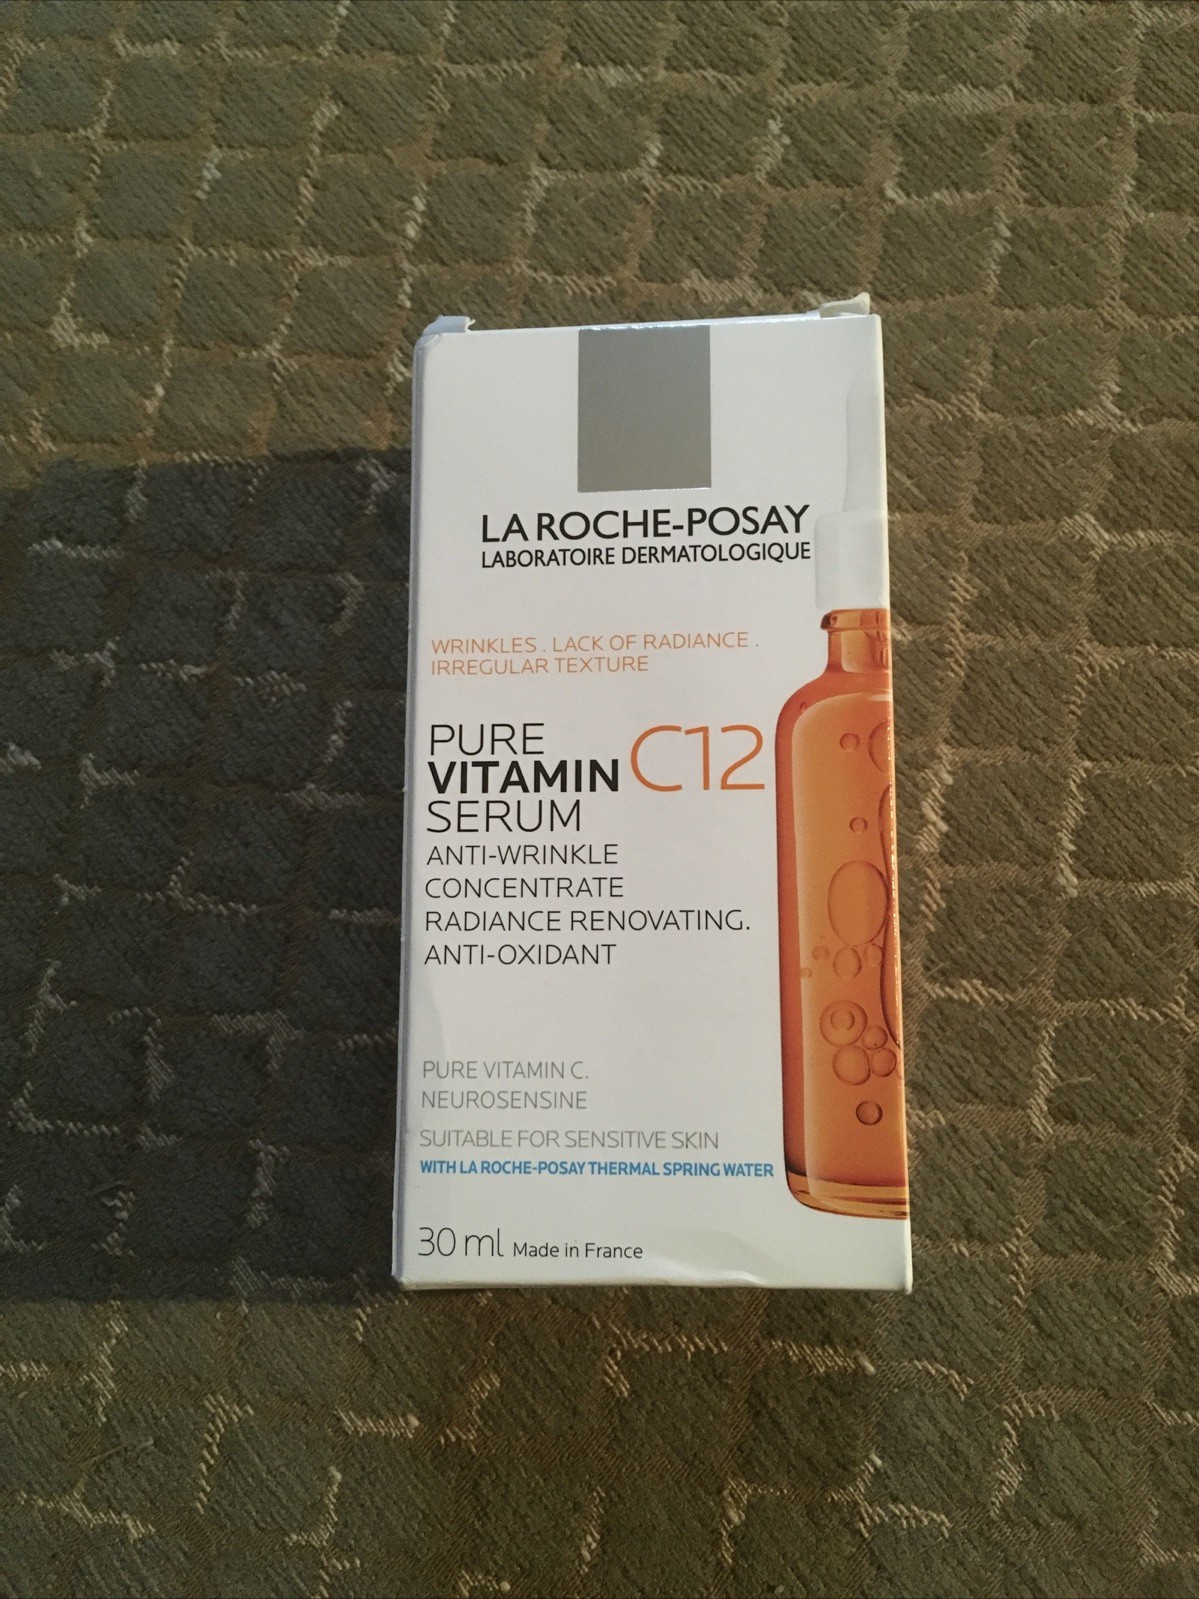 LA ROCHE-POSAY
LABORATOIRE DERMATOLOGIQUE
WRINKLES . LACK OF RADIANCE .
IRREGULAR TEXTURE
PURE
VITAMIN C12
SERUM
ANTI-WRINKLE
CONCENTRATE
RADIANCE RENOVATING.
ANTI-OXIDANT
PURE VITAMIN C.
NEUROSENSINE
SUITABLE FOR SENSITIVE SKIN
WITH LA ROCHE-POSAY THERMAL SPRING WATER
30 ml Made in France